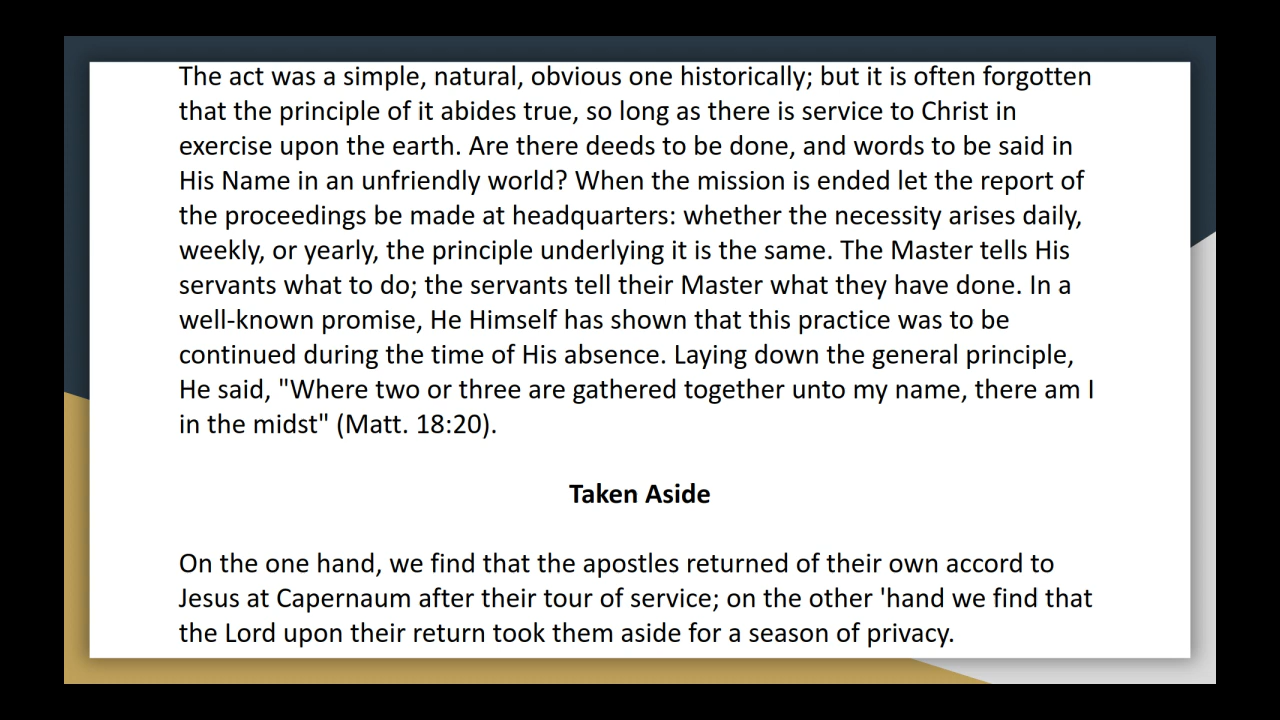 The act was a simple, natural, obvious one historically; but it is often forgotten
that the principle of it abides true, so long as there is service to Christ in
exercise upon the earth. Are there deeds to be done, and words to be said in
His Name in an unfriendly world? When the mission is ended let the report of
the proceedings be made at headquarters: whether the necessity arises daily,
weekly, or yearly, the principle underlying it is the same. The Master tells His
servants what to do; the servants tell their Master what they have done. In a
well-known promise, He Himself has shown that this practice was to be
continued during the time of His absence. Laying down the general principle,
He said, "Where two or three are gathered together unto my name, there am I
in the midst" (Matt. 18:20).
Taken Aside
On the one hand, we find that the apostles returned of their own accord to
Jesus at Capernaum after their tour of service; on the other 'hand we find that
the Lord upon their return took them aside for a season of privacy.